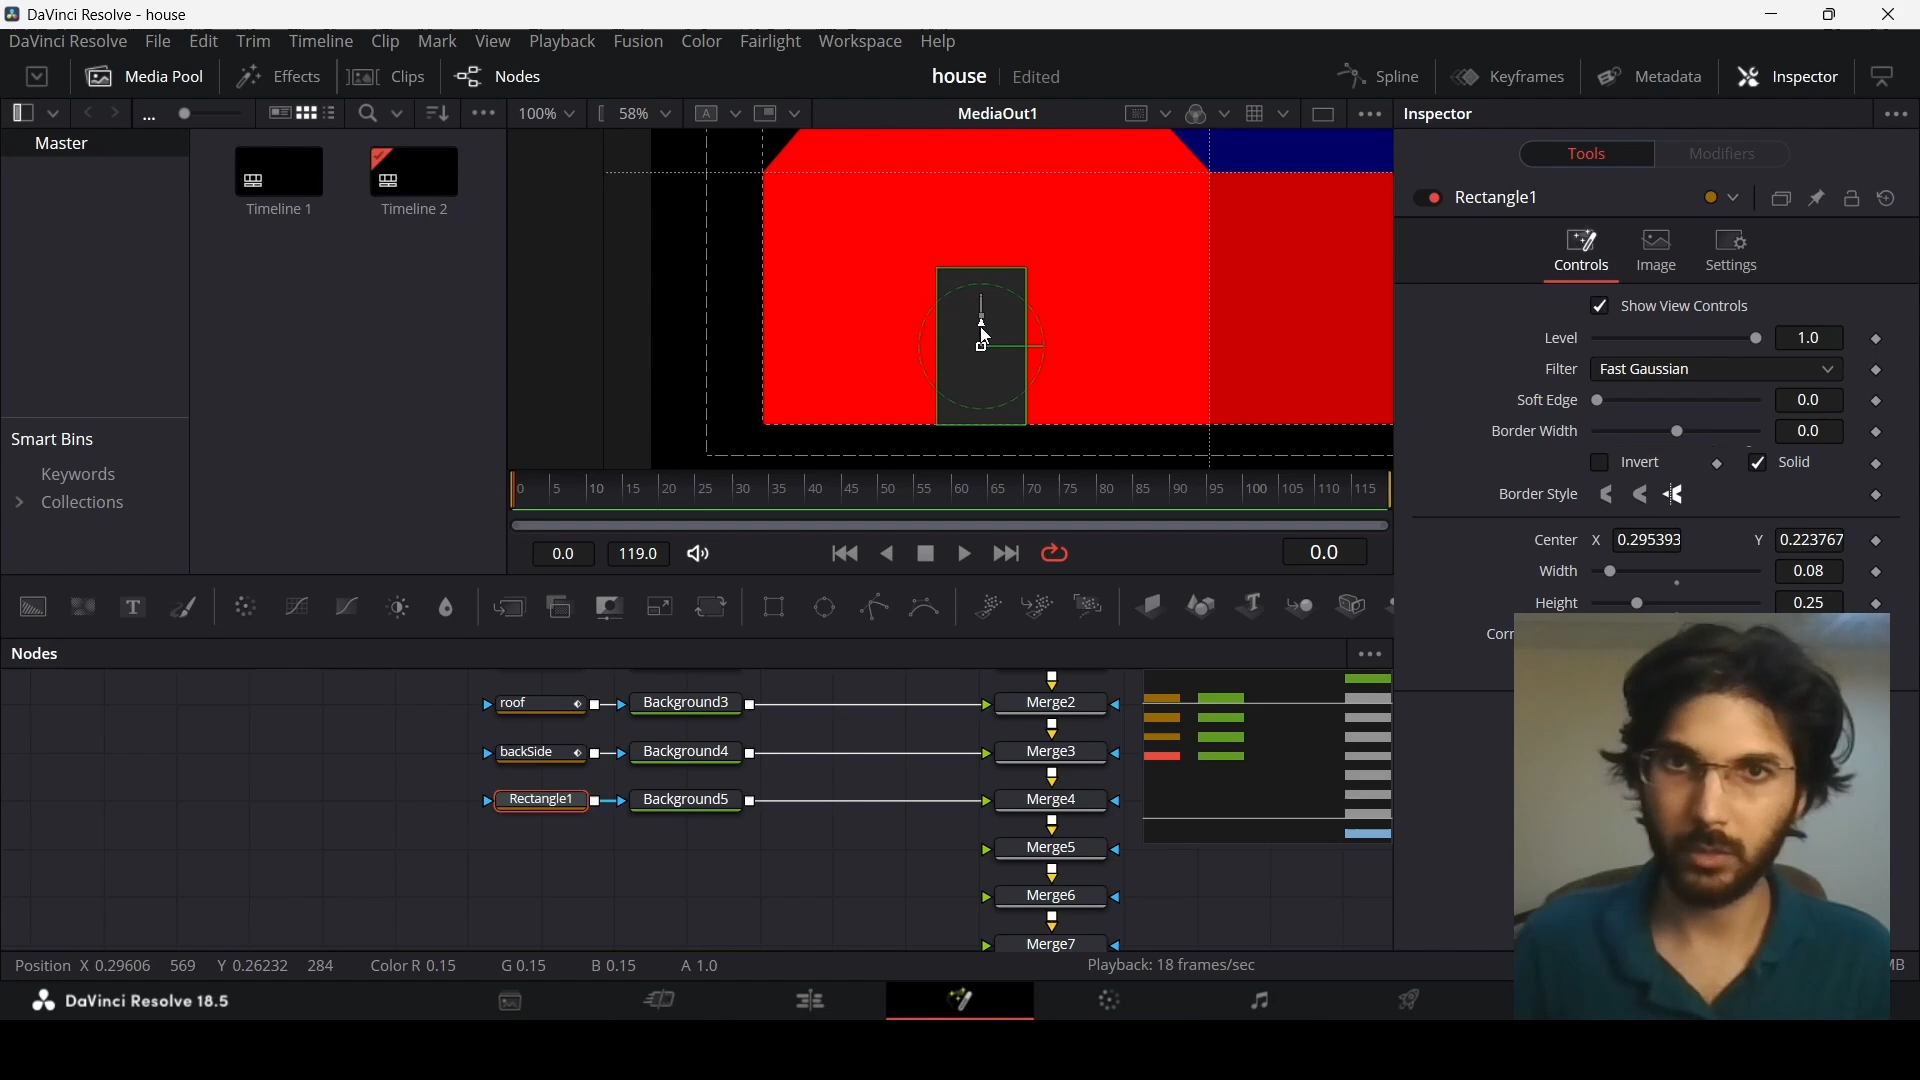 DaVinci Resolve - house
DaVinci Resolve File Edit Trim Timeline Clip Mark View Playback Fusion Color Fairlight Workspace Help
Media Pool Effects Clips Nodes house Edited Spline Keyframes Metadata Inspector
... 100% 58% A MediaOut1 Inspector
Master
Timeline 1 Timeline 2
Tools Modifiers
Rectangle1
Controls Image Settings
Show View Controls
Level 1.0
Filter Fast Gaussian
Soft Edge 0.0
Border Width 0.0
Invert Solid
Border Style
Center X 0.295393 Y 0.223767
Width 0.08
Height 0.25
Corr
Smart Bins
Keywords
Collections
0 5 10 15 20 25 30 35 40 45 50 55 60 65 70 75 80 85 90 95 100 105 110 115
0.0 119.0 0.0
T T
Nodes
roof Background3 Merge2
backSide Background4 Merge3
Rectangle1 Background5 Merge4
Merge5
Merge6
Merge7
Position X 0.29606 569 Y 0.26232 284 Color R 0.15 G 0.15 B 0.15 A 1.0 Playback: 18 frames/sec MB
DaVinci Resolve 18.5